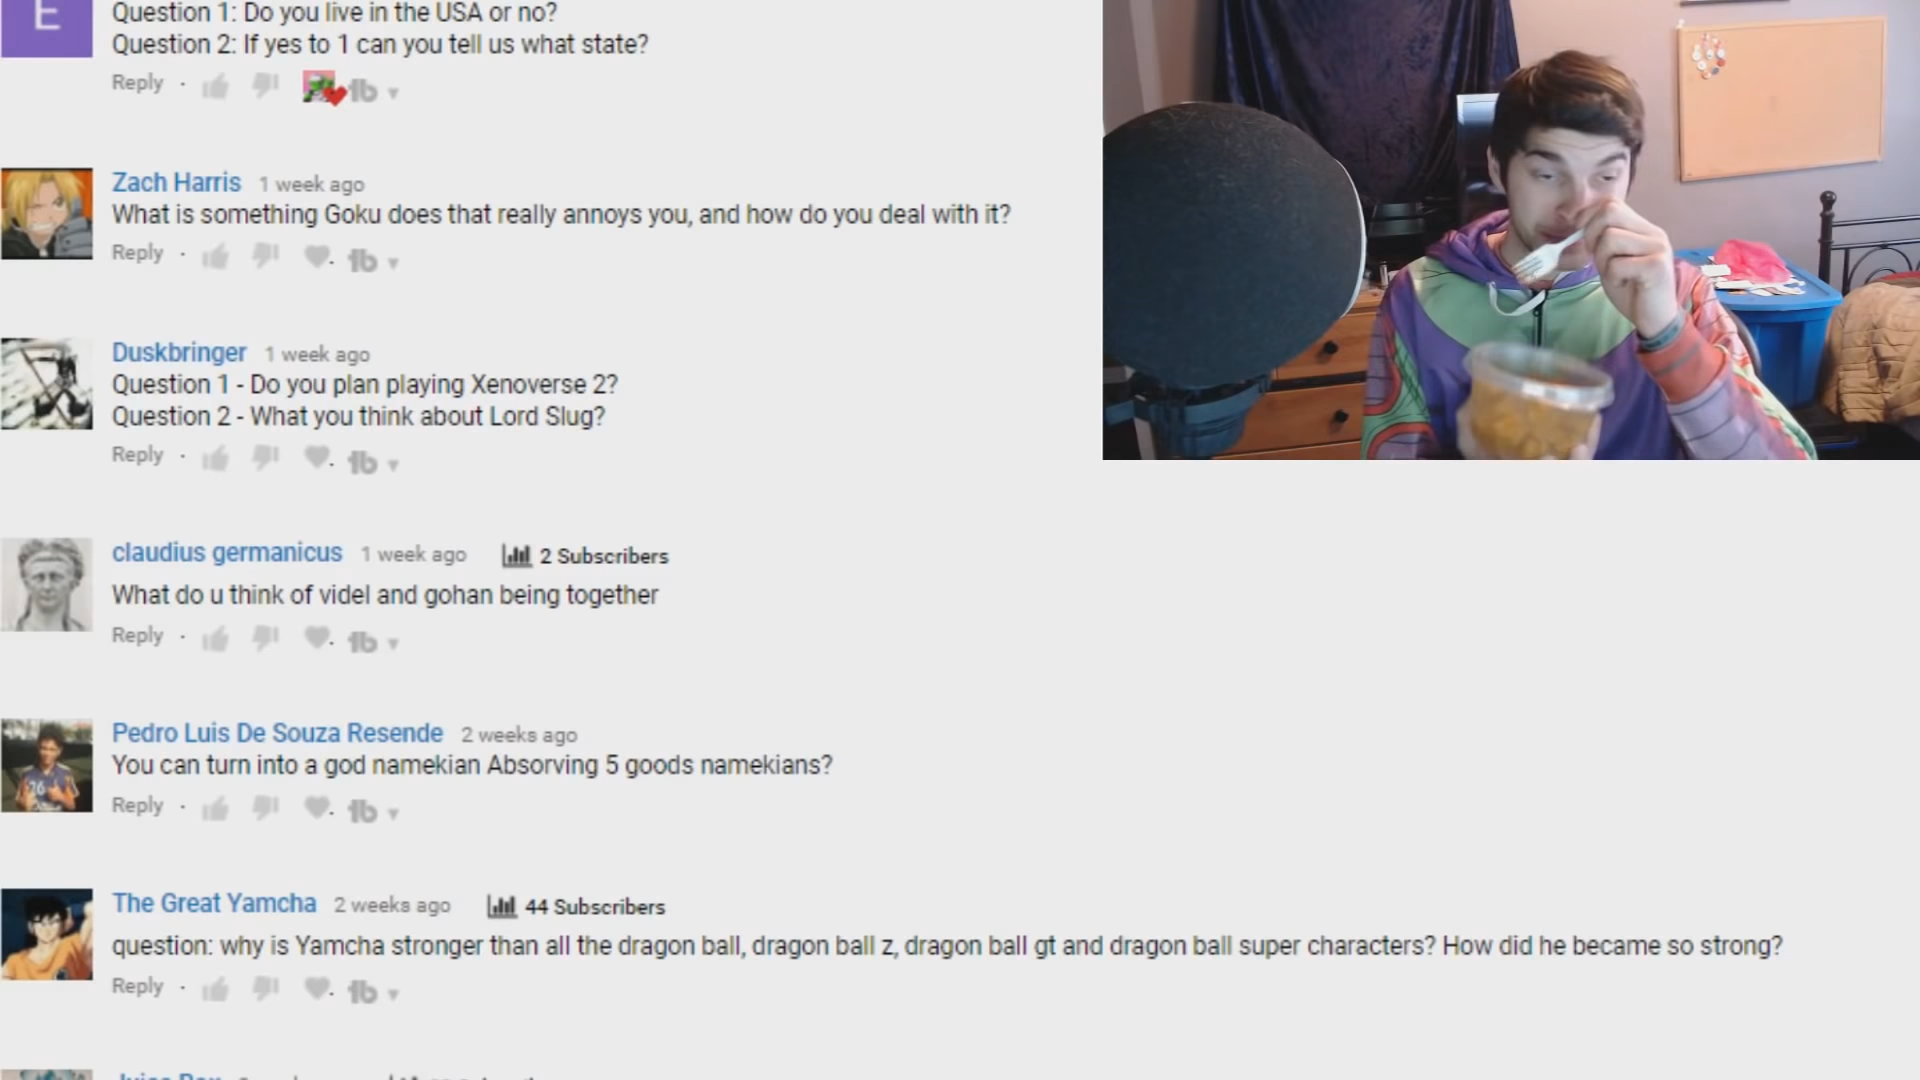 E
Question 1: Do you live in the USA or no?
Question 2: If yes to 1 can you tell us what state?
Reply ·
Zach Harris 1 week ago
What is something Goku does that really annoys you, and how do you deal with it?
Reply ·
Duskbringer 1 week ago
Question 1 - Do you plan playing Xenoverse 2?
Question 2 - What you think about Lord Slug?
Reply ·
claudius germanicus 1 week ago 2 Subscribers
What do u think of videl and gohan being together
Reply ·
Pedro Luis De Souza Resende 2 weeks ago
You can turn into a god namekian Absorving 5 goods namekians?
Reply ·
The Great Yamcha 2 weeks ago 44 Subscribers
question: why is Yamcha stronger than all the dragon ball, dragon ball z, dragon ball gt and dragon ball super characters? How did he became so strong?
Reply ·